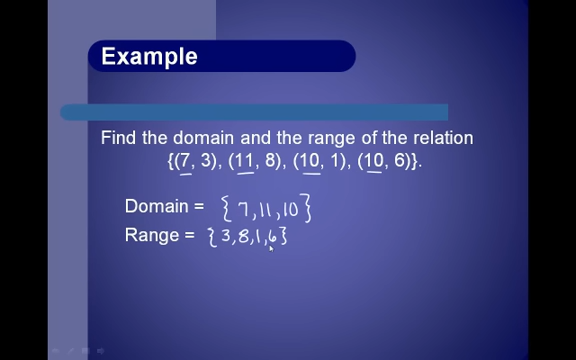 Example
Find the domain and the range of the relation
{(7, 3), (11, 8), (10, 1), (10, 6)}.
Domain = {7,11,10}
Range = {3,8,1,6}